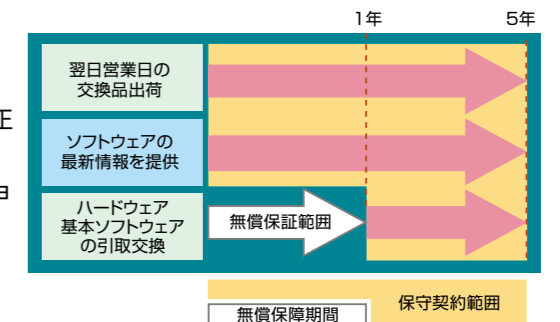 1年
5年
翌日営業日の
交換品出荷
正
ソフトウェアの
最新情報を提供
ョ
ハードウェア
基本ソフトウェア
の引取交換
無償保証範囲
保守契約範囲
無償保障期間